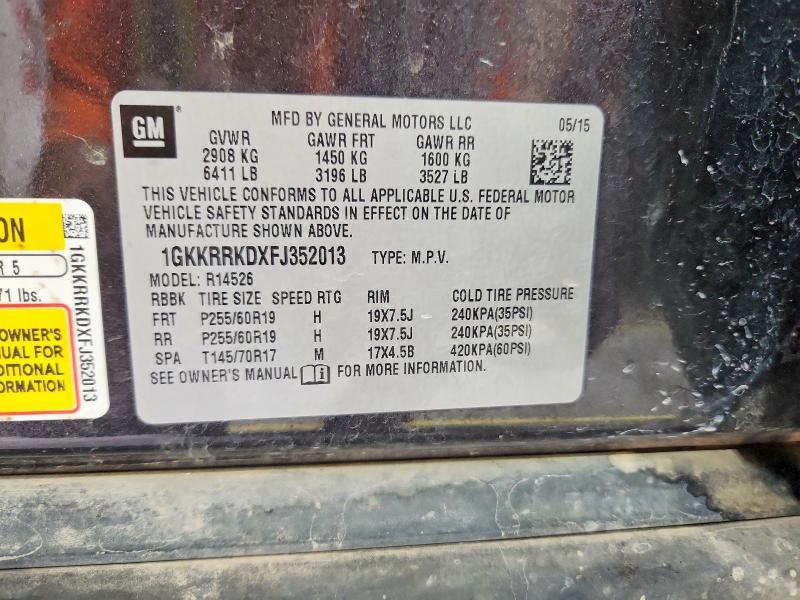 GM ®
MFD BY GENERAL MOTORS LLC 05/15
GVWR GAWR FRT GAWR RR
2908 KG 1450 KG 1600 KG
6411 LB 3196 LB 3527 LB
THIS VEHICLE CONFORMS TO ALL APPLICABLE U.S. FEDERAL MOTOR
VEHICLE SAFETY STANDARDS IN EFFECT ON THE DATE OF
MANUFACTURE SHOWN ABOVE.
1GKKRRKDXFJ352013 TYPE: M.P.V.
MODEL: R14526
RBBK TIRE SIZE SPEED RTG RIM COLD TIRE PRESSURE
FRT P255/60R19 H 19X7.5J 240KPA(35PSI)
RR P255/60R19 H 19X7.5J 240KPA(35PSI)
SPA T145/70R17 M 17X4.5B 420KPA(60PSI)
SEE OWNER'S MANUAL FOR MORE INFORMATION.
ON
R 5
71 lbs.
OWNER'S
UAL FOR
DITIONAL
ORMATION
1GKKRRKDXFJ352013